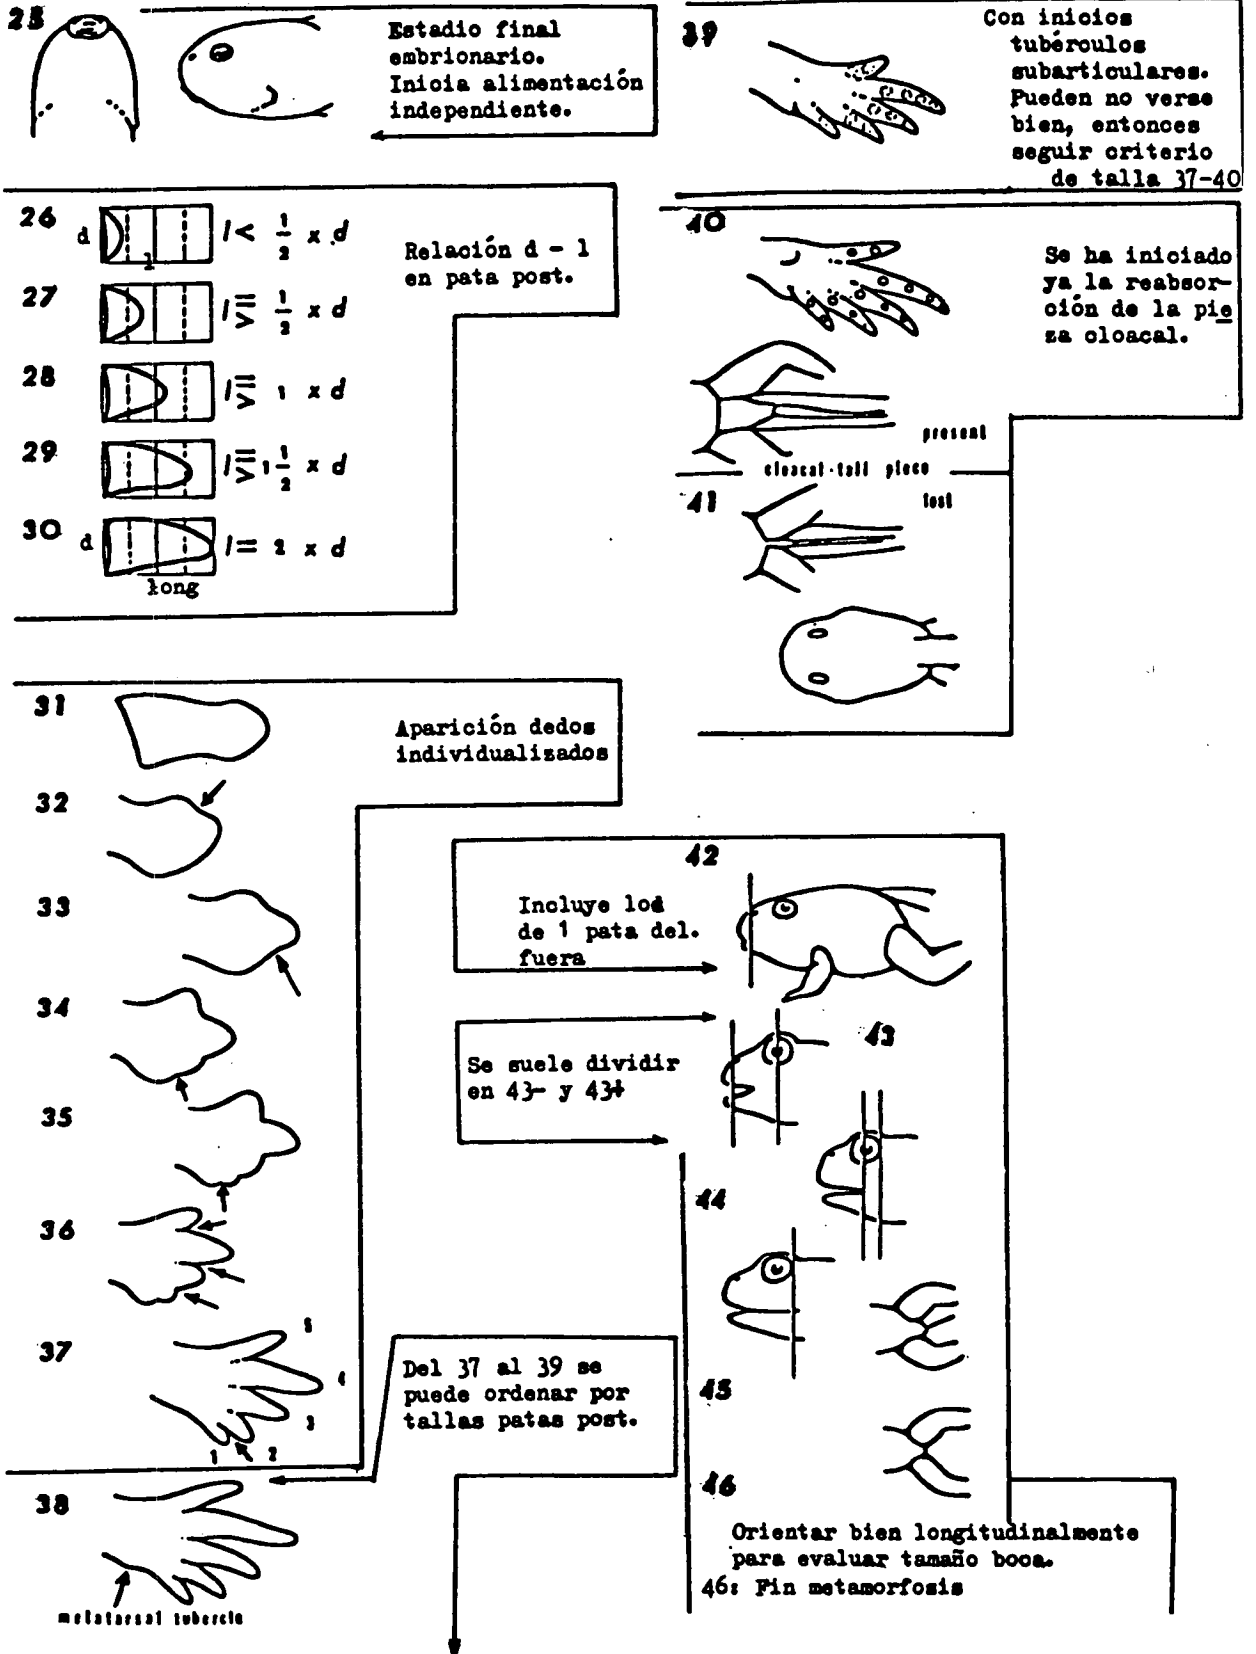 25
Estadio final
embrionario.
Inicia alimentación
independiente.
26
d
l
l < 1/2 x d
Relación d - l
en pata post.
27
l ≥ 1/2 x d
28
l ≥ 1 x d
29
l ≥ 1 1/2 x d
30
d
l = 2 x d
long
31
Aparición dedos
individualizados
32
33
34
35
36
37
5
4
3
2
1
Del 37 al 39 se
puede ordenar por
tallas patas post.
38
metatarsal tubercle
39
Con inicios
tubérculos
subarticulares.
Pueden no verse
bien, entonces
seguir criterio
de talla 37-40
40
Se ha iniciado
ya la reabsor-
ción de la pie
za cloacal.
present
cloacal-tail piece
41
lost
42
Incluye los
de 1 pata del.
fuera
43
Se suele dividir
en 43- y 43+
44
45
46
Orientar bien longitudinalmente
para evaluar tamaño boca.
46: Fin metamorfosis